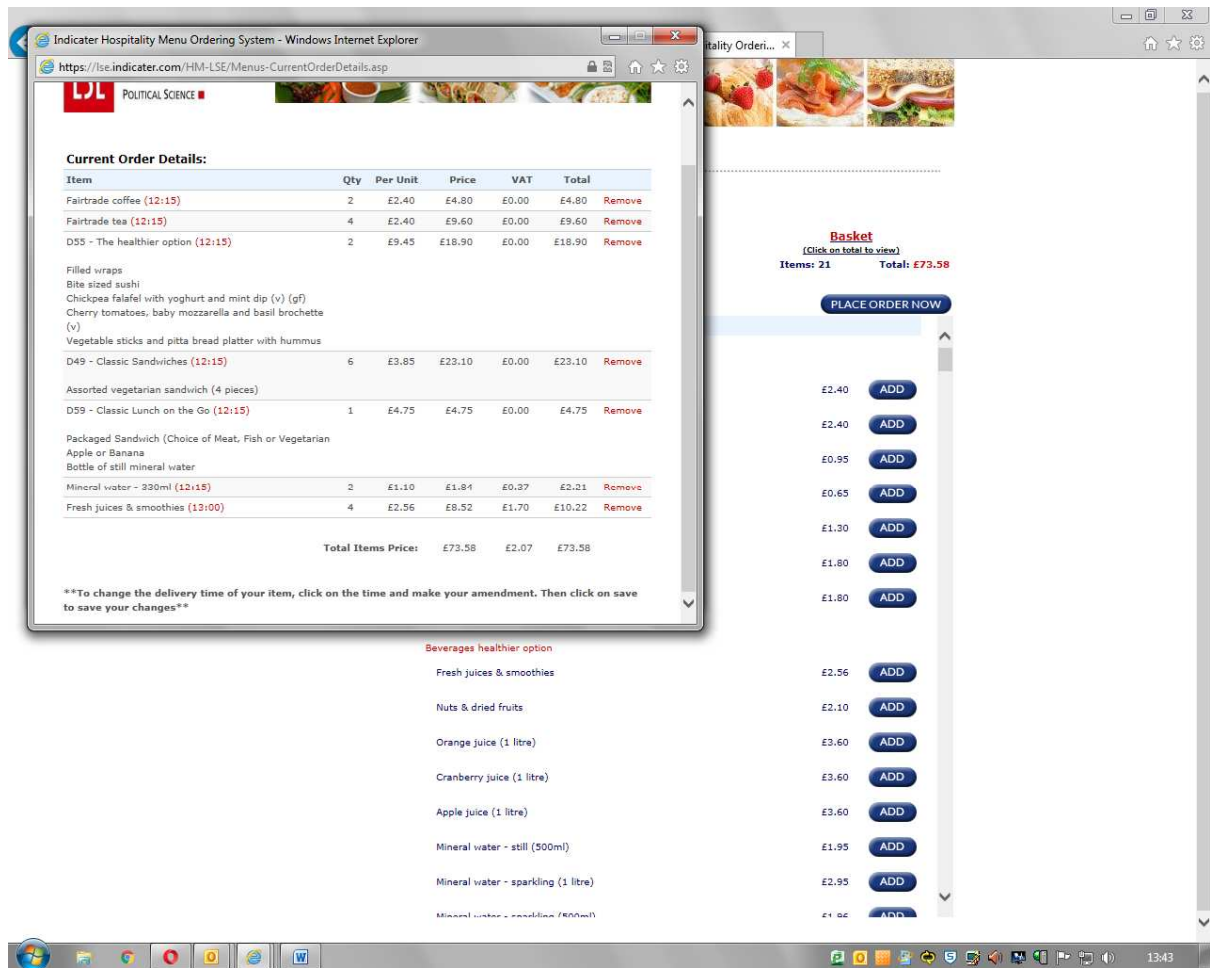 Indicater Hospitality Menu Ordering System - Windows Internet Explorer
https://lse.indicater.com/HM-LSE/Menus-CurrentOrderDetails.asp
itality Orderi...
POLITICAL SCIENCE
Current Order Details:
Item Qty Per Unit Price VAT Total
Fairtrade coffee (12:15) 2 £2.40 £4.80 £0.00 £4.80 Remove
Fairtrade tea (12:15) 4 £2.40 £9.60 £0.00 £9.60 Remove
D55 - The healthier option (12:15) 2 £9.45 £18.90 £0.00 £18.90 Remove
Filled wraps
Bite sized sushi
Chickpea falafel with yoghurt and mint dip (v) (gf)
Cherry tomatoes, baby mozzarella and basil brochette
(v)
Vegetable sticks and pitta bread platter with hummus
D49 - Classic Sandwiches (12:15) 6 £3.85 £23.10 £0.00 £23.10 Remove
Assorted vegetarian sandwich (4 pieces)
D59 - Classic Lunch on the Go (12:15) 1 £4.75 £4.75 £0.00 £4.75 Remove
Packaged Sandwich (Choice of Meat, Fish or Vegetarian
Apple or Banana
Bottle of still mineral water
Mineral water - 330ml (12:15) 2 £1.10 £1.84 £0.37 £2.21 Remove
Fresh juices & smoothies (13:00) 4 £2.56 £8.52 £1.70 £10.22 Remove
Total Items Price: £73.58 £2.07 £73.58
**To change the delivery time of your item, click on the time and make your amendment. Then click on save
to save your changes**
Basket
(Click on total to view)
Items: 21 Total: £73.58
PLACE ORDER NOW
£2.40 ADD
£2.40 ADD
£0.95 ADD
£0.65 ADD
£1.30 ADD
£1.80 ADD
£1.80 ADD
Beverages healthier option
Fresh juices & smoothies £2.56 ADD
Nuts & dried fruits £2.10 ADD
Orange juice (1 litre) £3.60 ADD
Cranberry juice (1 litre) £3.60 ADD
Apple juice (1 litre) £3.60 ADD
Mineral water - still (500ml) £1.95 ADD
Mineral water - sparkling (1 litre) £2.95 ADD
Mineral water - sparkling (500ml) £1.96 ADD
13:43